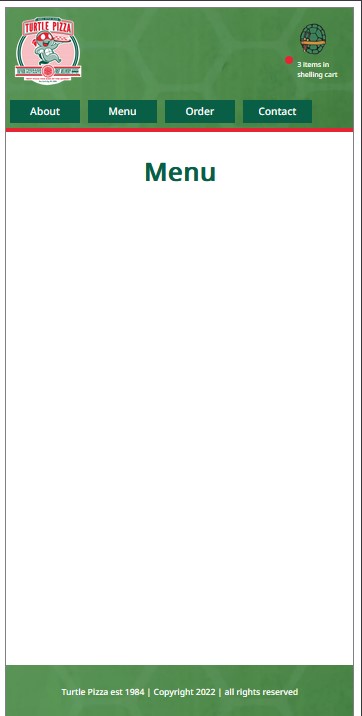 TURTLE PIZZA
3 items in
shelling cart
About Menu Order Contact
Menu
Turtle Pizza est 1984 | Copyright 2022 | all rights reserved